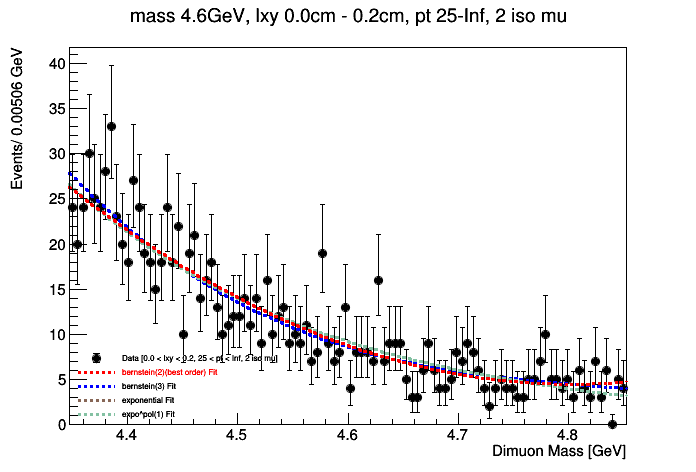 mass 4.6GeV, lxy 0.0cm - 0.2cm, pt 25-Inf, 2 iso mu
Events/ 0.00506 GeV
40
35
30
25
20
15
10
5
0
Data [0.0 < lxy < 0.2, 25 < pt < Inf, 2 iso mu]
bernstein(2)(best order) Fit
bernstein(3) Fit
exponential Fit
expo*pol(1) Fit
4.4 4.5 4.6 4.7 4.8
Dimuon Mass [GeV]